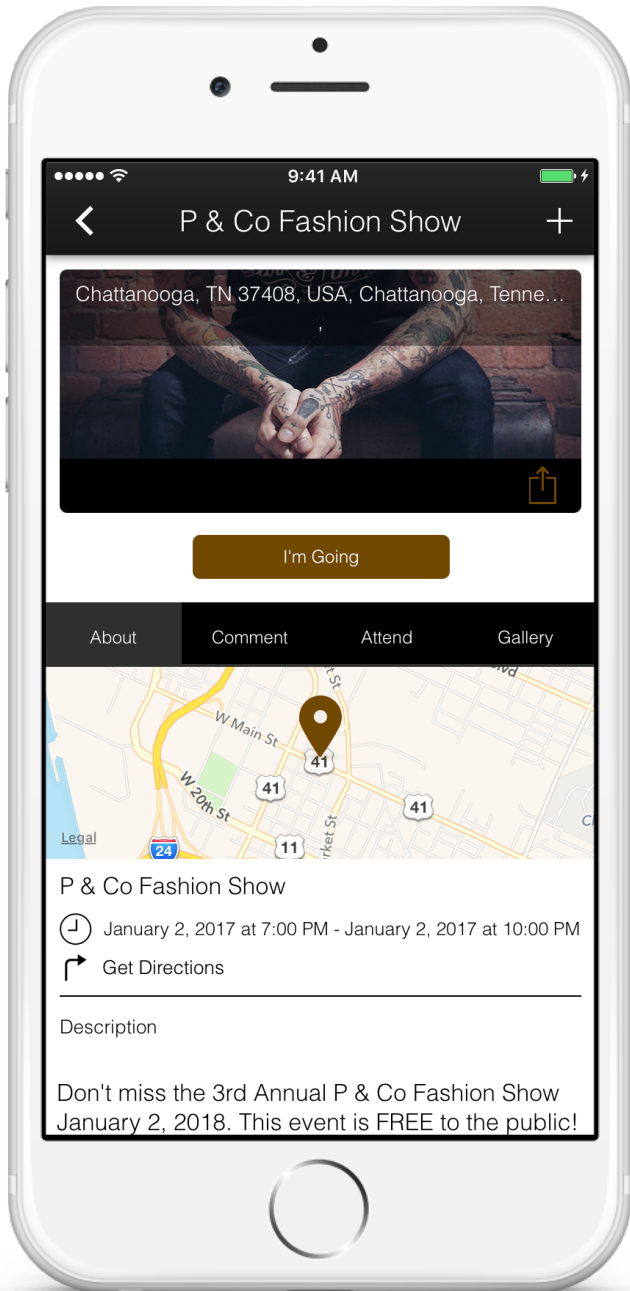 9:41 AM
P & Co Fashion Show
Chattanooga, TN 37408, USA, Chattanooga, Tenne...
,
I'm Going
About Comment Attend Gallery
W Main St
41
41
41
W 20th St
11
24
Legal
P & Co Fashion Show
January 2, 2017 at 7:00 PM - January 2, 2017 at 10:00 PM
Get Directions
Description
Don't miss the 3rd Annual P & Co Fashion Show
January 2, 2018. This event is FREE to the public!